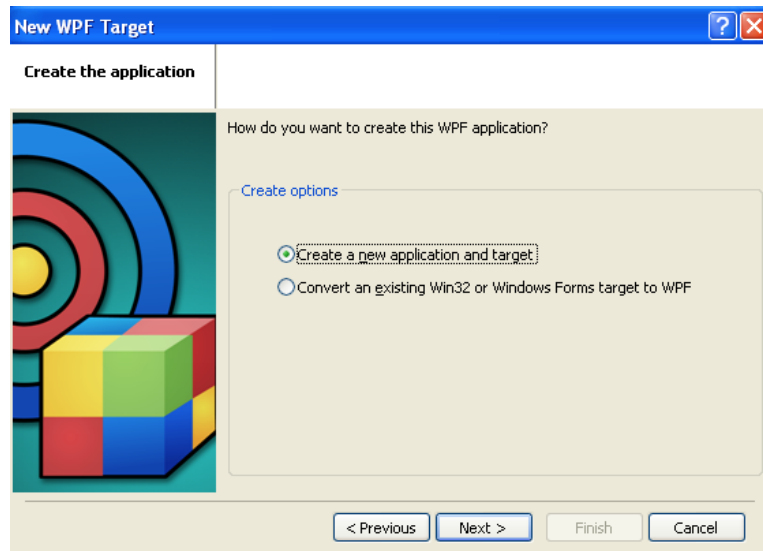 New WPF Target
?
Create the application
How do you want to create this WPF application?
Create options
Create a new application and target
Convert an existing Win32 or Windows Forms target to WPF
< Previous Next > Finish Cancel